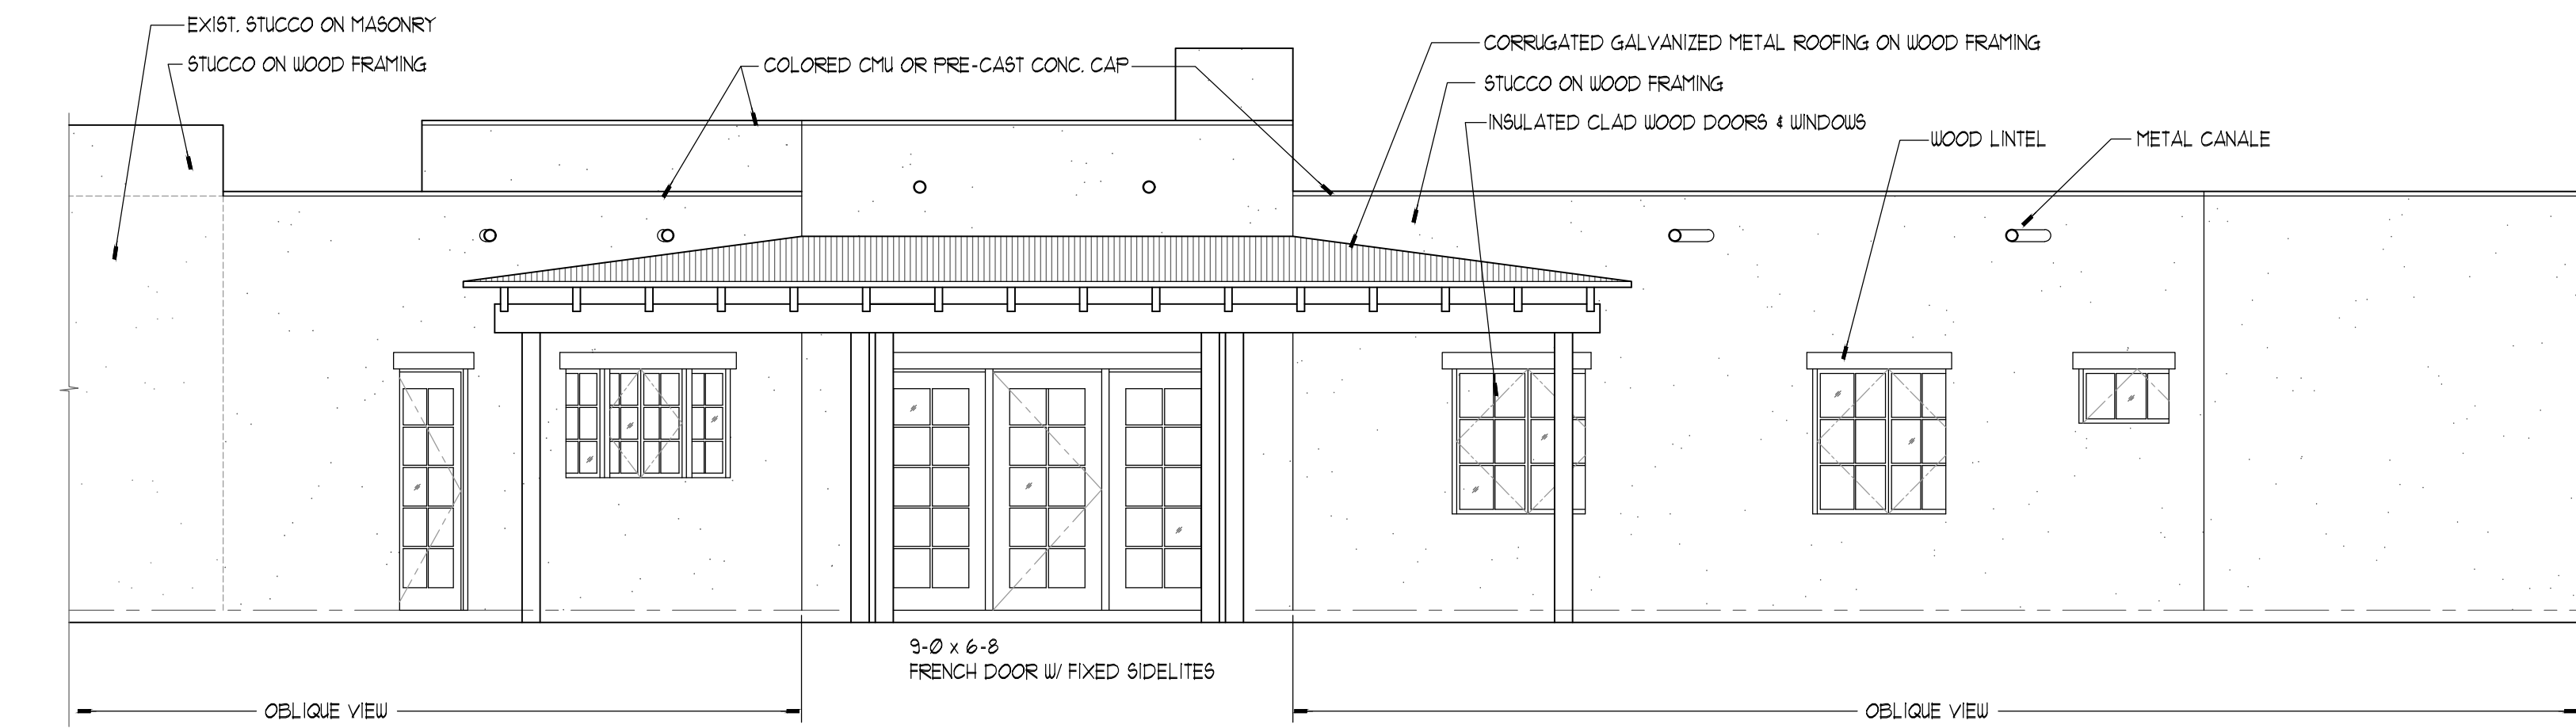 EXIST. STUCCO ON MASONRY
STUCCO ON WOOD FRAMING
COLORED CMU OR PRE-CAST CONC. CAP
CORRUGATED GALVANIZED METAL ROOFING ON WOOD FRAMING
STUCCO ON WOOD FRAMING
INSULATED CLAD WOOD DOORS & WINDOWS
WOOD LINTEL
METAL CANALE
9-0 x 6-8
FRENCH DOOR W/ FIXED SIDELITES
OBLIQUE VIEW
OBLIQUE VIEW